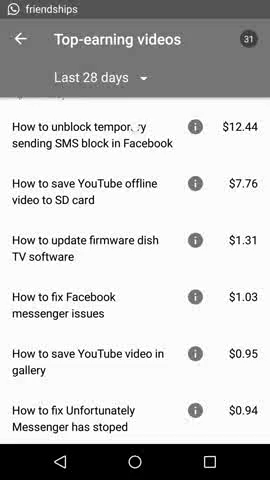 friendships
Top-earning videos
31
Last 28 days
How to unblock temporary
sending SMS block in Facebook
$12.44
How to save YouTube offline
video to SD card
$7.76
How to update firmware dish
TV software
$1.31
How to fix Facebook
messenger issues
$1.03
How to save YouTube video in
gallery
$0.95
How to fix Unfortunately
Messenger has stoped
$0.94